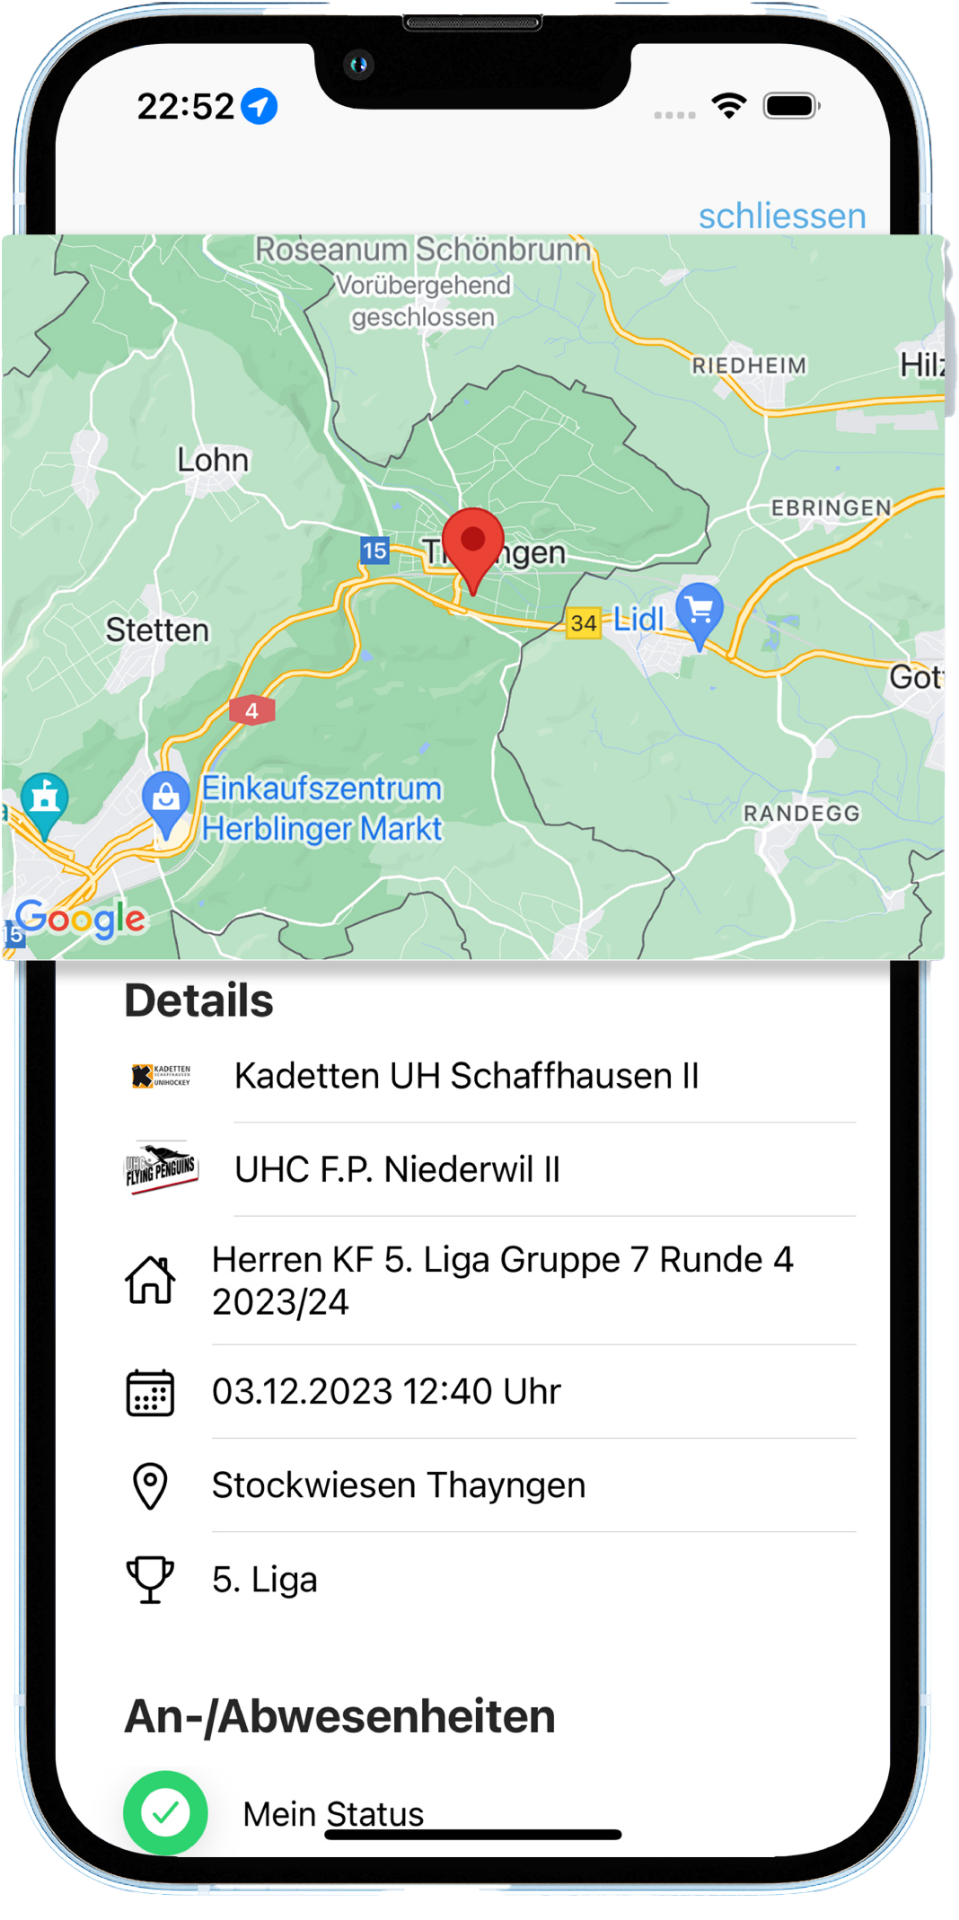 22:52
schliessen
Roseanum Schönbrunn
Vorübergehend
geschlossen
RIEDHEIM
Hilz
Lohn
EBRINGEN
15
34
Lidl
Stetten
Got
4
Einkaufszentrum
Herblinger Markt
RANDEGG
Google
15
Details
KADETTEN
SCHAFFHAUSEN
UNIHOCKEY
Kadetten UH Schaffhausen II
UHC
FLYING PENGUINS
UHC F.P. Niederwil II
Herren KF 5. Liga Gruppe 7 Runde 4
2023/24
03.12.2023 12:40 Uhr
Stockwiesen Thayngen
5. Liga
An-/Abwesenheiten
Mein Status